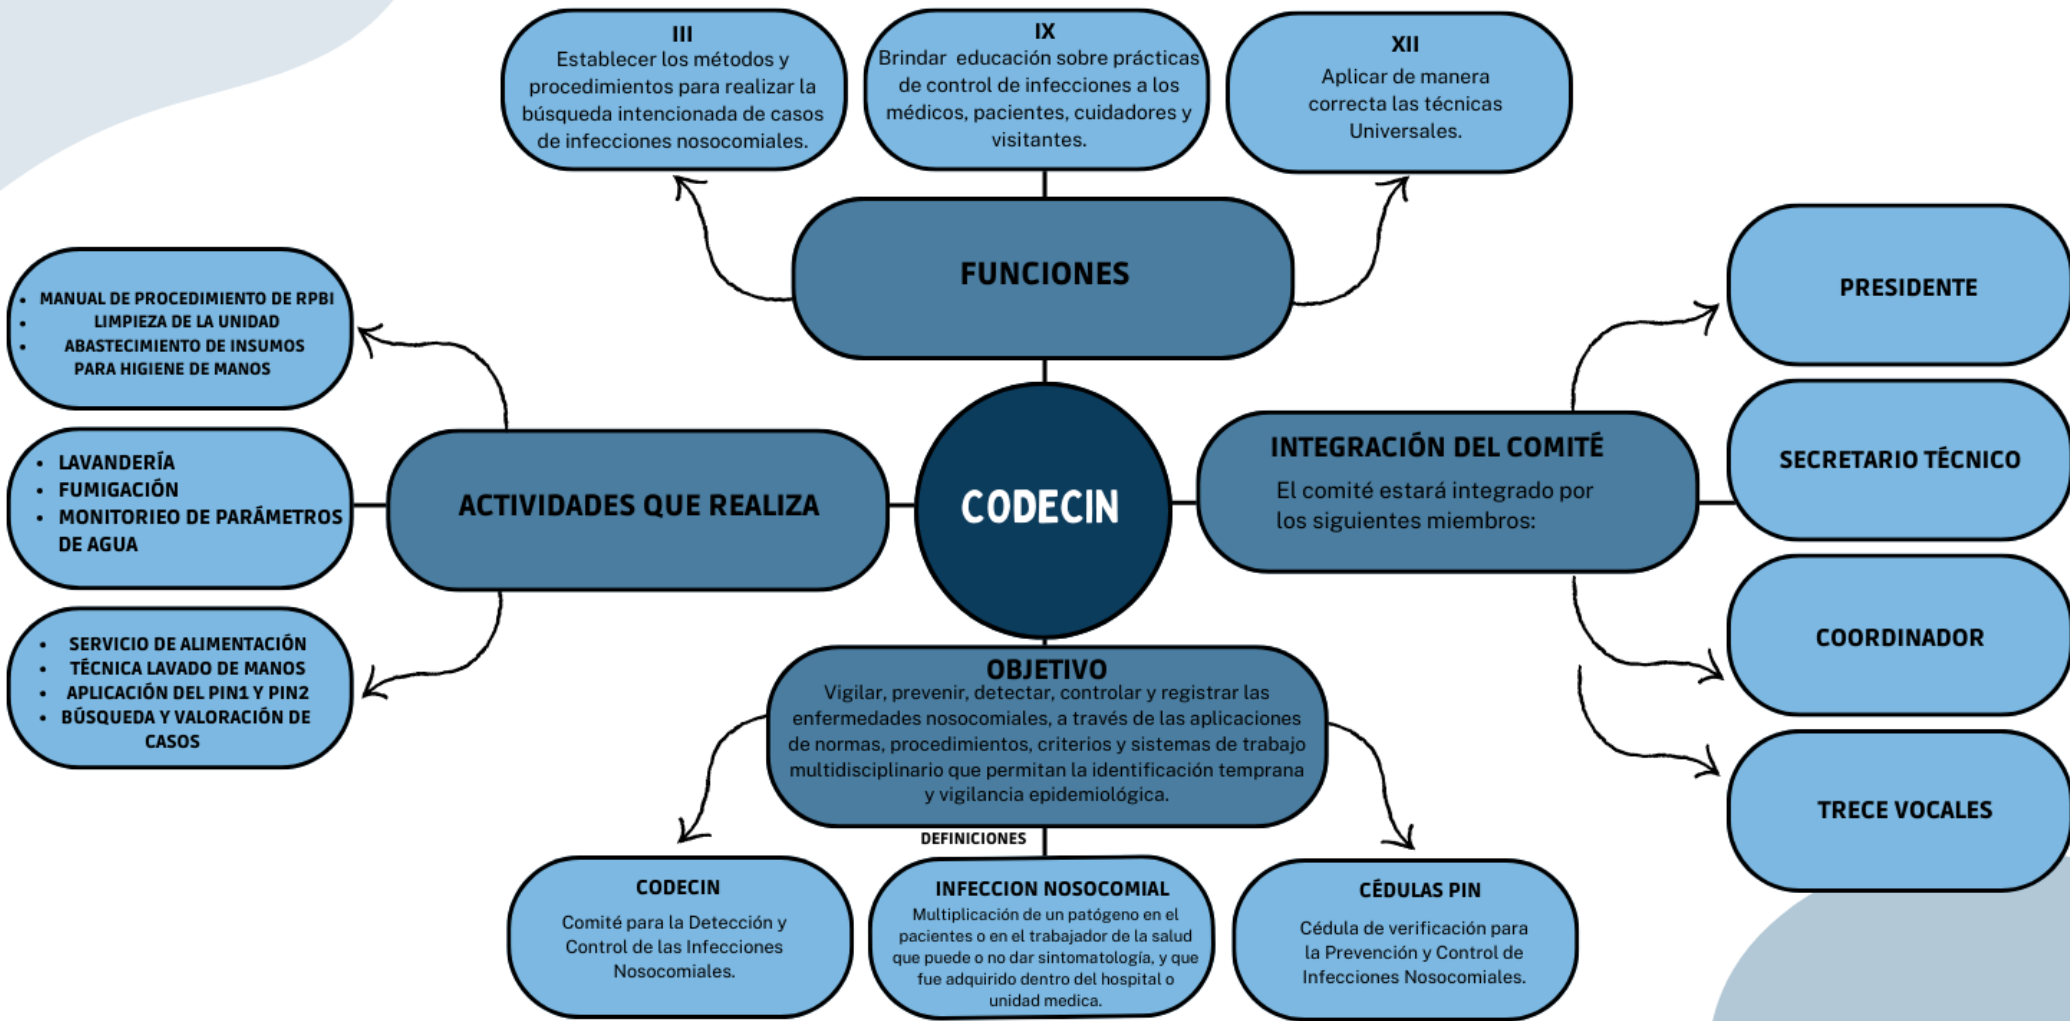 III
Establecer los métodos y
procedimientos para realizar la
búsqueda intencionada de casos
de infecciones nosocomiales.
IX
Brindar educación sobre prácticas
de control de infecciones a los
médicos, pacientes, cuidadores y
visitantes.
XII
Aplicar de manera
correcta las técnicas
Universales.
FUNCIONES
• MANUAL DE PROCEDIMIENTO DE RPBI
• LIMPIEZA DE LA UNIDAD
• ABASTECIMIENTO DE INSUMOS
PARA HIGIENE DE MANOS
• LAVANDERÍA
• FUMIGACIÓN
• MONITORIEO DE PARÁMETROS
DE AGUA
• SERVICIO DE ALIMENTACIÓN
• TÉCNICA LAVADO DE MANOS
• APLICACIÓN DEL PIN1 Y PIN2
• BÚSQUEDA Y VALORACIÓN DE
CASOS
ACTIVIDADES QUE REALIZA
CODECIN
INTEGRACIÓN DEL COMITÉ
El comité estará integrado por
los siguientes miembros:
PRESIDENTE
SECRETARIO TÉCNICO
COORDINADOR
TRECE VOCALES
OBJETIVO
Vigilar, prevenir, detectar, controlar y registrar las
enfermedades nosocomiales, a través de las aplicaciones
de normas, procedimientos, criterios y sistemas de trabajo
multidisciplinario que permitan la identificación temprana
y vigilancia epidemiológica.
DEFINICIONES
CODECIN
Comité para la Detección y
Control de las Infecciones
Nosocomiales.
INFECCION NOSOCOMIAL
Multiplicación de un patógeno en el
pacientes o en el trabajador de la salud
que puede o no dar sintomatología, y que
fue adquirido dentro del hospital o
unidad medica.
CÉDULAS PIN
Cédula de verificación para
la Prevención y Control de
Infecciones Nosocomiales.